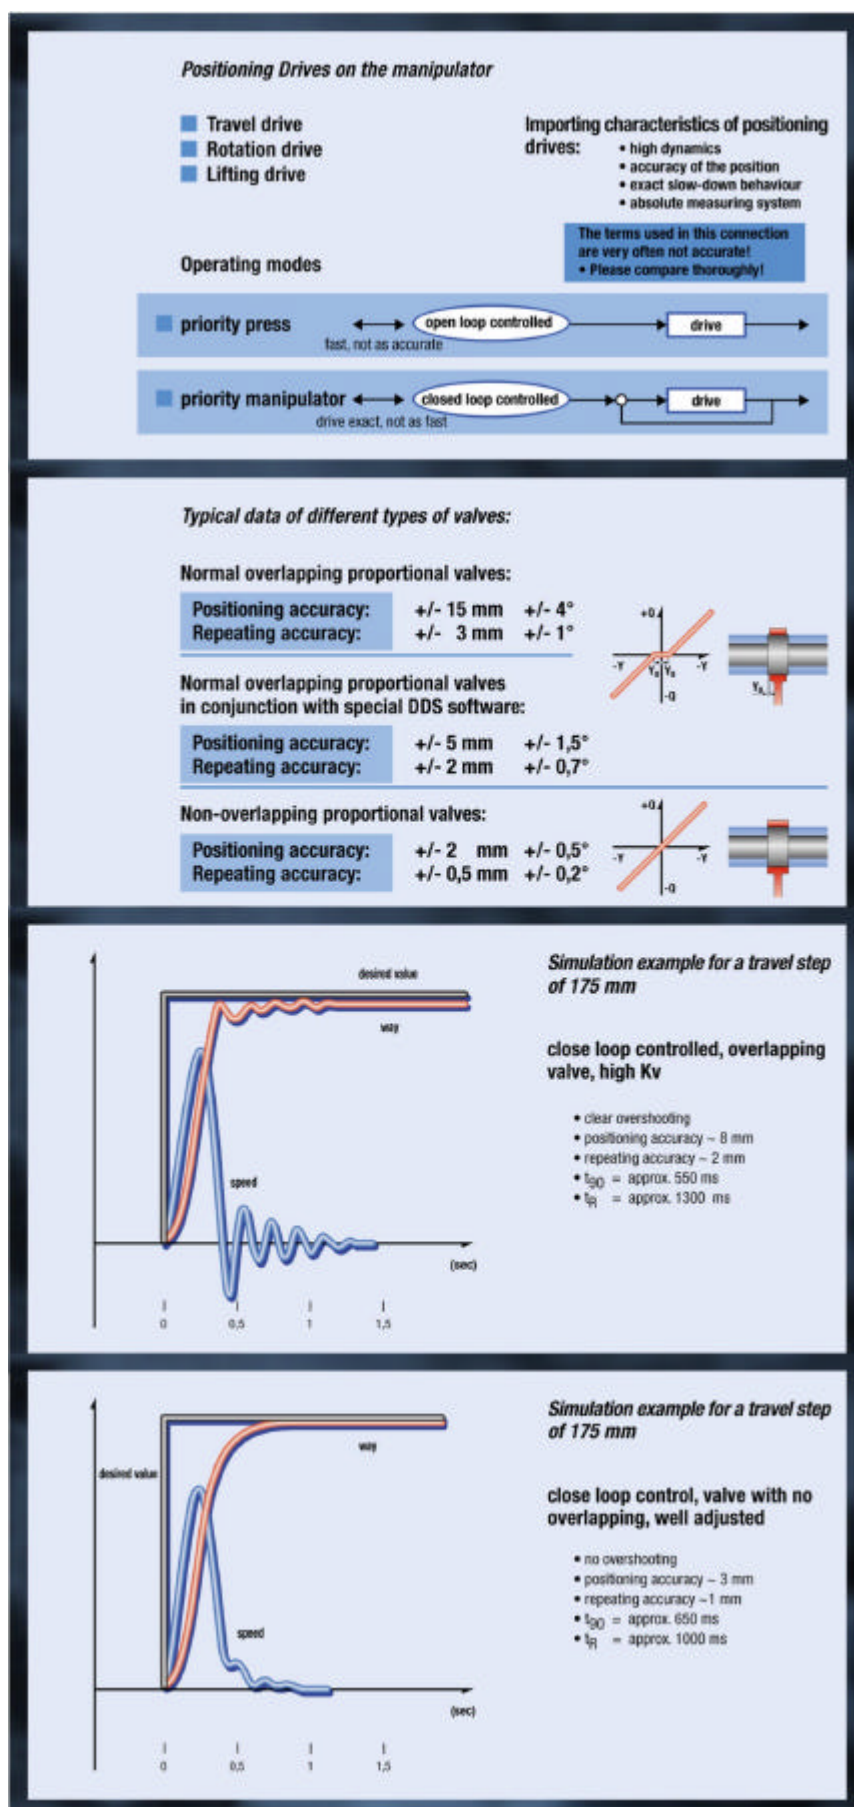 Positioning Drives on the manipulator
Travel drive
Rotation drive
Lifting drive
Importing characteristics of positioning
drives:
• high dynamics
• accuracy of the position
• exact slow-down behaviour
• absolute measuring system
The terms used in this connection
are very often not accurate!
• Please compare thoroughly!
Operating modes
priority press
open loop controlled
drive
fast, not as accurate
priority manipulator
closed loop controlled
drive
drive exact, not as fast
Typical data of different types of valves:
Normal overlapping proportional valves:
Positioning accuracy: +/- 15 mm +/- 4°
Repeating accuracy: +/- 3 mm +/- 1°
+Q
-Y
-Y
-Q
Normal overlapping proportional valves
in conjunction with special DDS software:
Positioning accuracy: +/- 5 mm +/- 1,5°
Repeating accuracy: +/- 2 mm +/- 0,7°
Non-overlapping proportional valves:
Positioning accuracy: +/- 2 mm +/- 0,5°
Repeating accuracy: +/- 0,5 mm +/- 0,2°
+Q
-Y
-Y
-Q
desired value
way
speed
(sec)
0 0,5 1 1,5
Simulation example for a travel step
of 175 mm
close loop controlled, overlapping
valve, high Kv
• clear overshooting
• positioning accuracy ~ 8 mm
• repeating accuracy ~ 2 mm
• t90 = approx. 550 ms
• tR = approx. 1300 ms
desired value
way
speed
(sec)
0 0,5 1 1,5
Simulation example for a travel step
of 175 mm
close loop control, valve with no
overlapping, well adjusted
• no overshooting
• positioning accuracy ~ 3 mm
• repeating accuracy ~1 mm
• t90 = approx. 650 ms
• tR = approx. 1000 ms